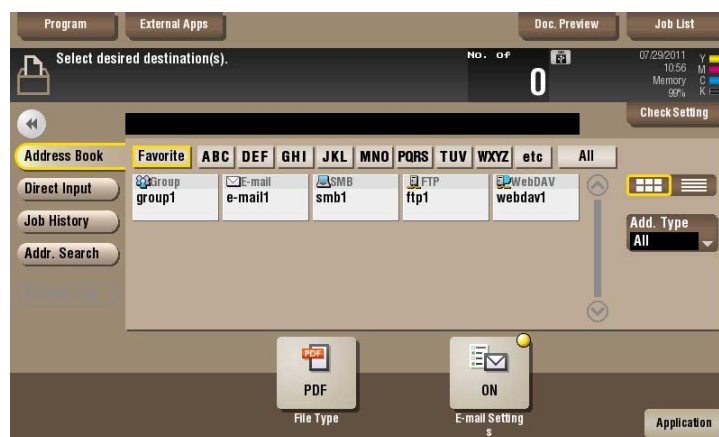 Program
External Apps
Doc. Preview
Job List
Select desired destination(s).
No. of
0
07/29/2011
10:56
Memory
99%
Y
M
C
K
Check Setting
Address Book
Favorite
ABC
DEF
GHI
JKL
MNO
PQRS
TUV
WXYZ
etc
All
Direct Input
Group
group1
E-mail
e-mail1
SMB
smb1
FTP
ftp1
WebDAV
webdav1
Job History
Addr. Search
Add. Type
All
PDF
PDF
File Type
ON
E-mail Setting
s
Application